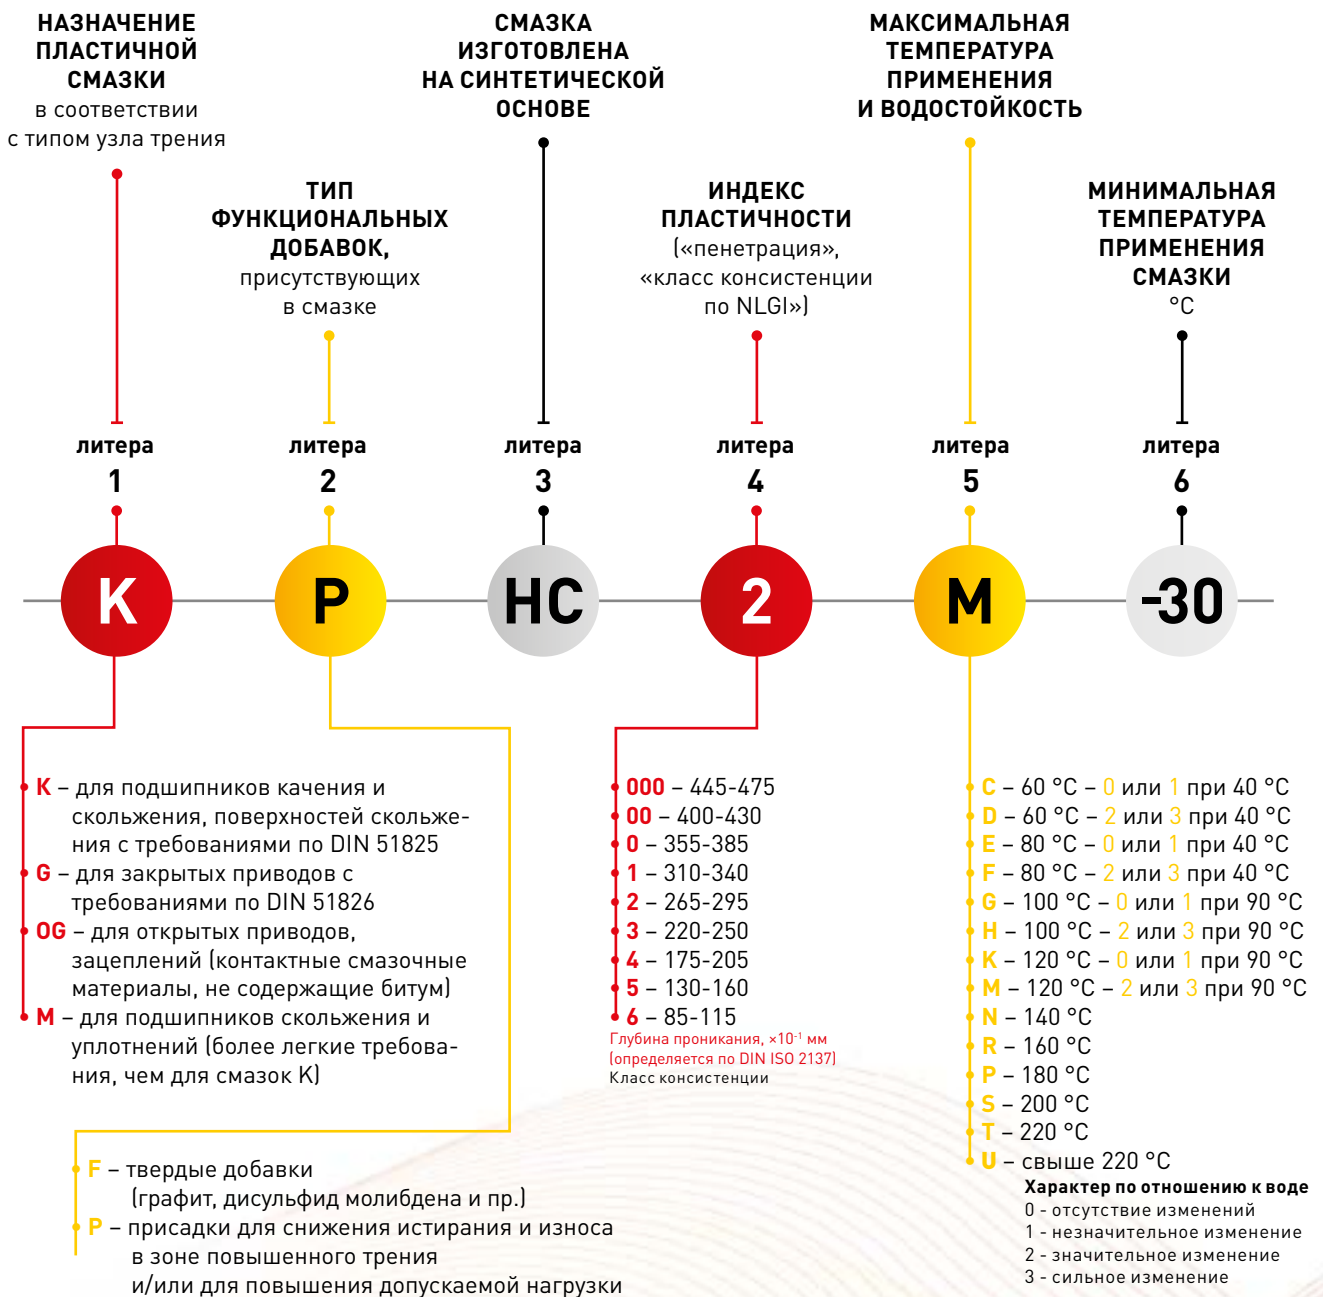 НАЗНАЧЕНИЕ
ПЛАСТИЧНОЙ
СМАЗКИ
в соответствии
с типом узла трения
ТИП
ФУНКЦИОНАЛЬНЫХ
ДОБАВОК,
присутствующих
в смазке
СМАЗКА
ИЗГОТОВЛЕНА
НА СИНТЕТИЧЕСКОЙ
ОСНОВЕ
ИНДЕКС
ПЛАСТИЧНОСТИ
(«пенетрация»,
«класс консистенции
по NLGI»)
МАКСИМАЛЬНАЯ
ТЕМПЕРАТУРА
ПРИМЕНЕНИЯ
И ВОДОСТОЙКОСТЬ
МИНИМАЛЬНАЯ
ТЕМПЕРАТУРА
ПРИМЕНЕНИЯ
СМАЗКИ
°C
литера
1
литера
2
литера
3
литера
4
литера
5
литера
6
K
P
HC
2
M
-30
K – для подшипников качения и
скольжения, поверхностей скольже-
ния с требованиями по DIN 51825
G – для закрытых приводов с
требованиями по DIN 51826
OG – для открытых приводов,
зацеплений (контактные смазочные
материалы, не содержащие битум)
M – для подшипников скольжения и
уплотнений (более легкие требова-
ния, чем для смазок K)
F – твердые добавки
(графит, дисульфид молибдена и пр.)
P – присадки для снижения истирания и износа
в зоне повышенного трения
и/или для повышения допускаемой нагрузки
000 – 445-475
00 – 400-430
0 – 355-385
1 – 310-340
2 – 265-295
3 – 220-250
4 – 175-205
5 – 130-160
6 – 85-115
Глубина проникания, ×10⁻¹ мм
(определяется по DIN ISO 2137)
Класс консистенции
C – 60 °C – 0 или 1 при 40 °C
D – 60 °C – 2 или 3 при 40 °C
E – 80 °C – 0 или 1 при 40 °C
F – 80 °C – 2 или 3 при 40 °C
G – 100 °C – 0 или 1 при 90 °C
H – 100 °C – 2 или 3 при 90 °C
K – 120 °C – 0 или 1 при 90 °C
M – 120 °C – 2 или 3 при 90 °C
N – 140 °C
R – 160 °C
P – 180 °C
S – 200 °C
T – 220 °C
U – свыше 220 °C
Характер по отношению к воде
0 - отсутствие изменений
1 - незначительное изменение
2 - значительное изменение
3 - сильное изменение